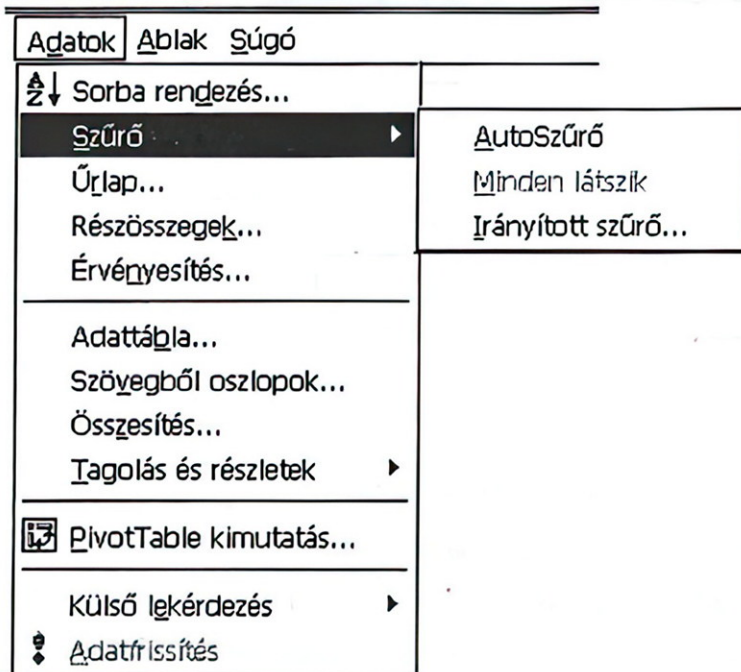 Adatok Ablak Súgó
Sorba rendezés...
Szűrő
Űrlap...
Részösszegek...
Érvényesítés...
Adattábla...
Szövegből oszlopok...
Összesítés...
Tagolás és részletek
PivotTable kimutatás...
Külső lekérdezés
Adatfrissítés
AutoSzűrő
Minden látszik
Irányított szűrő...